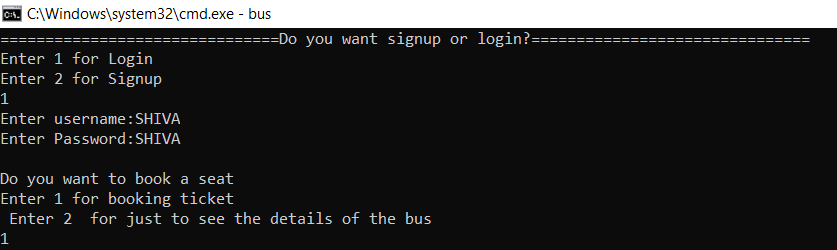 C:\Windows\system32\cmd.exe - bus
===============================Do you want signup or login?===============================
Enter 1 for Login
Enter 2 for Signup
1
Enter username:SHIVA
Enter Password:SHIVA
Do you want to book a seat
Enter 1 for booking ticket
 Enter 2  for just to see the details of the bus
1